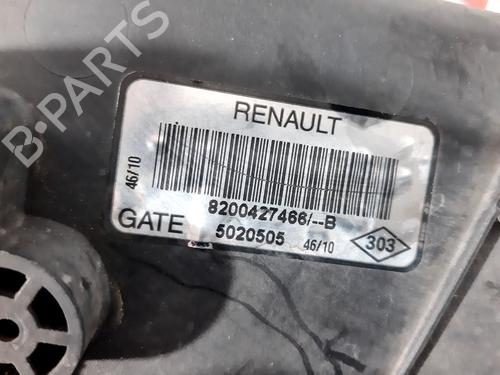 RENAULT
46/10
8200427466/--B
GATE 5020505 46/10 303
B-PARTS